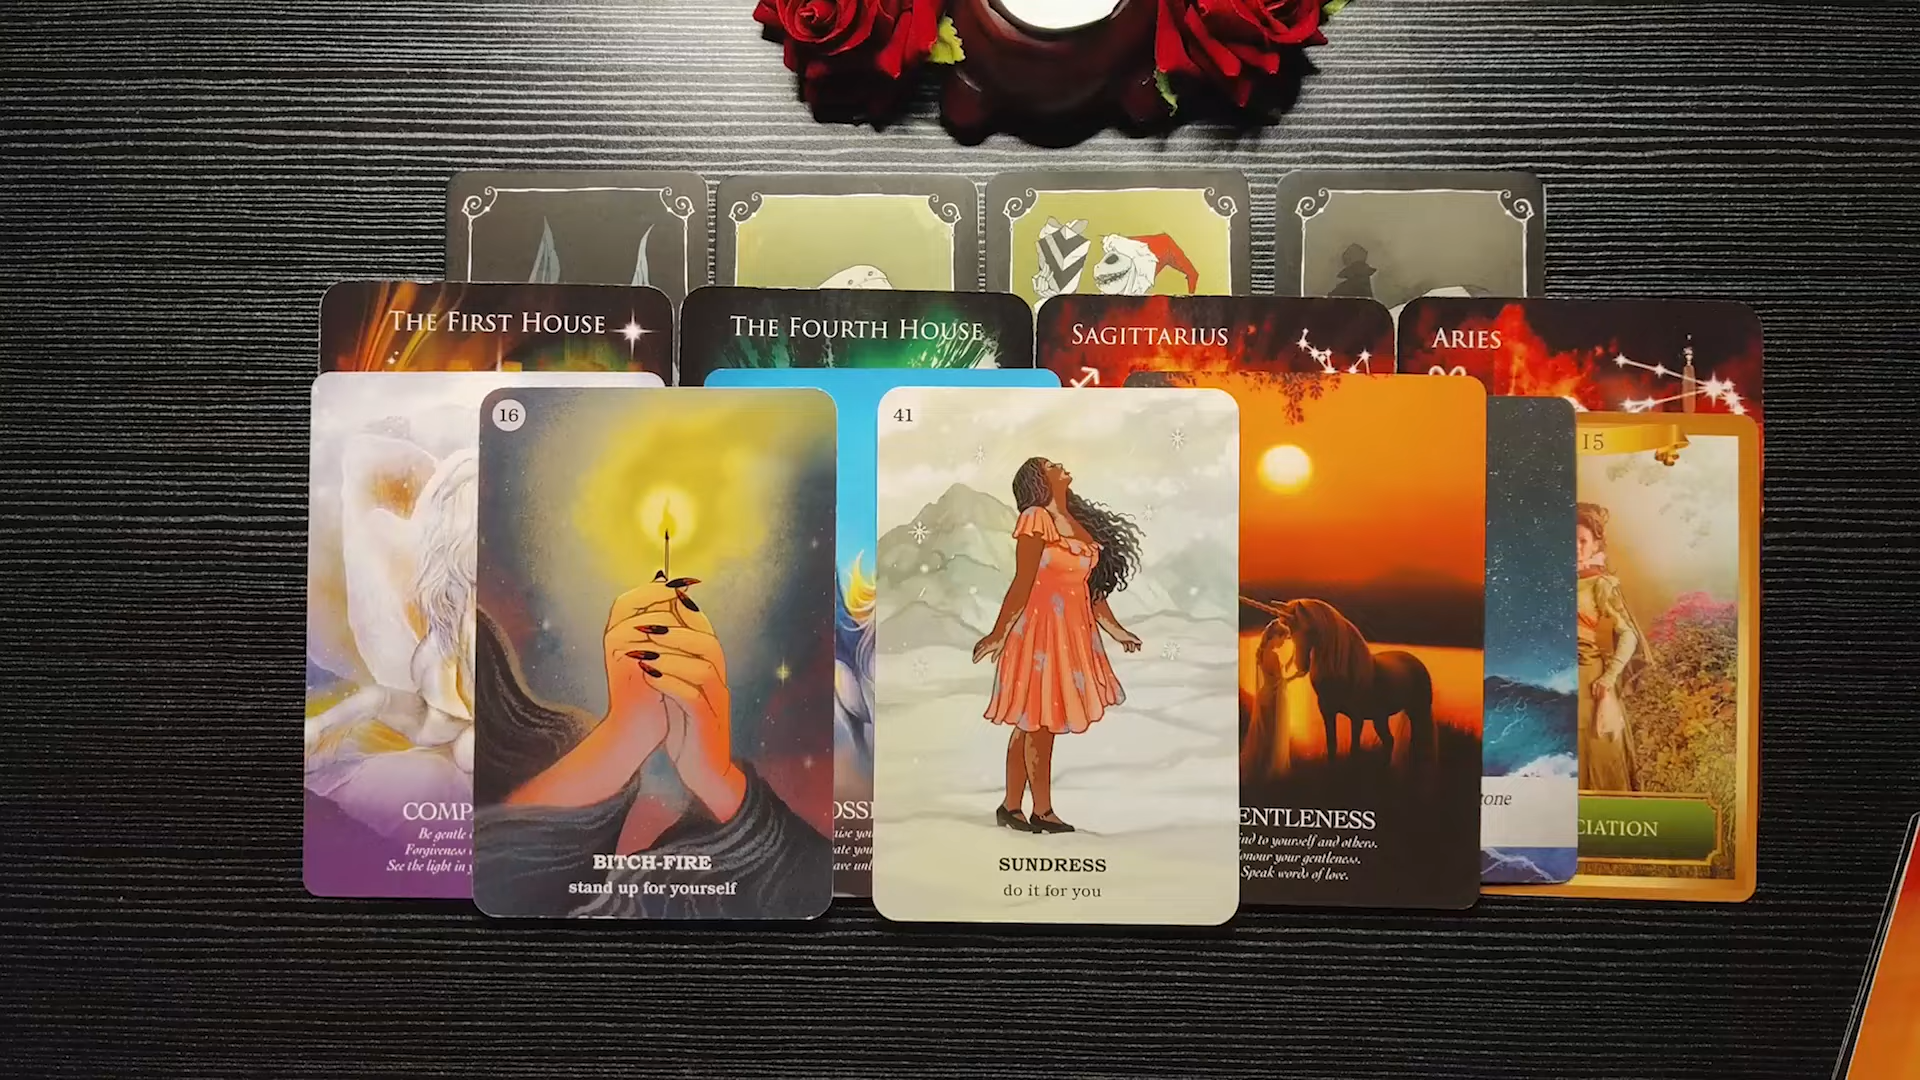 THE FIRST HOUSE
THE FOURTH HOUSE
SAGITTARIUS
ARIES
COMP
Be gentle
Forgiveness
See the light in
16
BITCH-FIRE
stand up for yourself
41
SUNDRESS
do it for you
ENTLENESS
ind to yourself and others.
onour your gentleness.
Speak words of love.
tone
15
CIATION